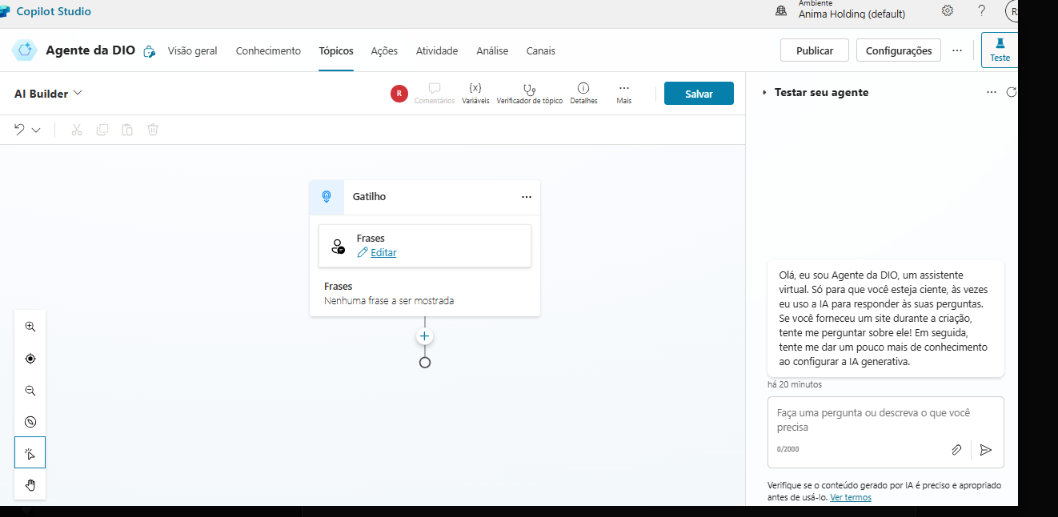 Copilot Studio
Ambiente
Anima Holding (default)
?
R
Agente da DIO
Visão geral
Conhecimento
Tópicos
Ações
Atividade
Análise
Canais
Publicar
Configurações
...
Teste
AI Builder
R
Comentários
{x}
Variáveis
Verificador de tópico
Detalhes
...
Mais
Salvar
Testar seu agente
...
Gatilho
...
Frases
Editar
Frases
Nenhuma frase a ser mostrada
Olá, eu sou Agente da DIO, um assistente
virtual. Só para que você esteja ciente, às vezes
eu uso a IA para responder às suas perguntas.
Se você forneceu um site durante a criação,
tente me perguntar sobre ele! Em seguida,
tente me dar um pouco mais de conhecimento
ao configurar a IA generativa.
há 20 minutos
Faça uma pergunta ou descreva o que você
precisa
0/2000
Verifique se o conteúdo gerado por IA é preciso e apropriado
antes de usá-lo. Ver termos